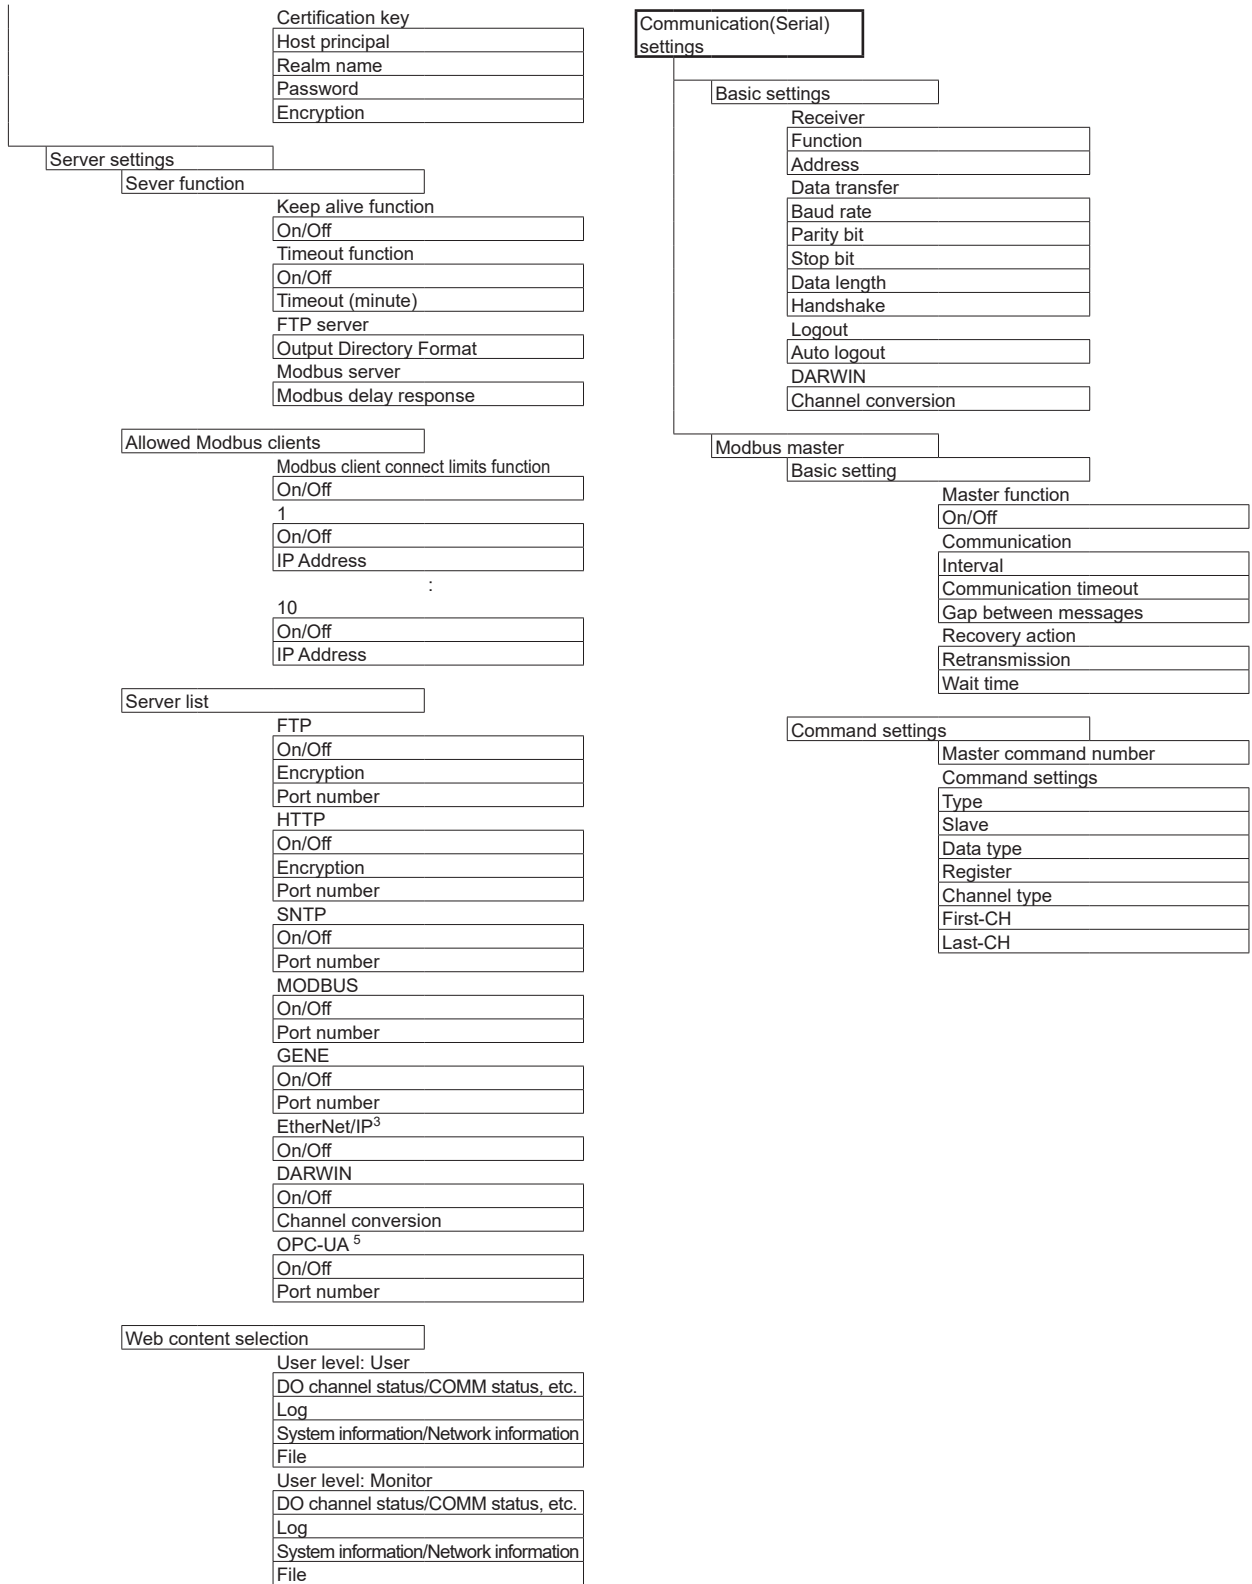 Certification key
Host principal
Realm name
Password
Encryption
Server settings
Sever function
Keep alive function
On/Off
Timeout function
On/Off
Timeout (minute)
FTP server
Output Directory Format
Modbus server
Modbus delay response
Allowed Modbus clients
Modbus client connect limits function
On/Off
1
On/Off
IP Address
:
10
On/Off
IP Address
Server list
FTP
On/Off
Encryption
Port number
HTTP
On/Off
Encryption
Port number
SNTP
On/Off
Port number
MODBUS
On/Off
Port number
GENE
On/Off
Port number
EtherNet/IP3
On/Off
DARWIN
On/Off
Channel conversion
OPC-UA 5
On/Off
Port number
Web content selection
User level: User
DO channel status/COMM status, etc.
Log
System information/Network information
File
User level: Monitor
DO channel status/COMM status, etc.
Log
System information/Network information
File
Communication(Serial)
settings
Basic settings
Receiver
Function
Address
Data transfer
Baud rate
Parity bit
Stop bit
Data length
Handshake
Logout
Auto logout
DARWIN
Channel conversion
Modbus master
Basic setting
Master function
On/Off
Communication
Interval
Communication timeout
Gap between messages
Recovery action
Retransmission
Wait time
Command settings
Master command number
Command settings
Type
Slave
Data type
Register
Channel type
First-CH
Last-CH